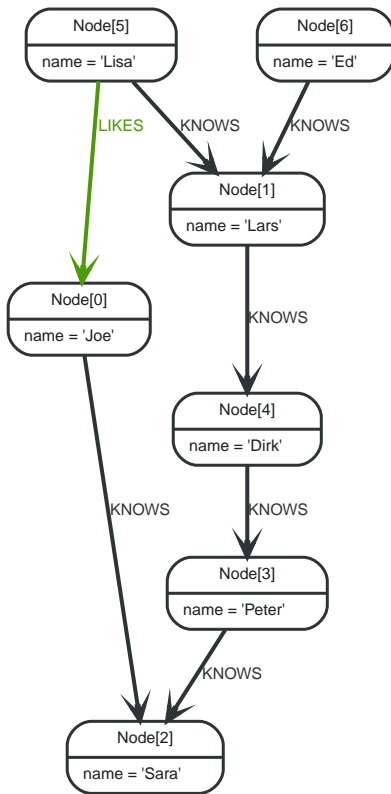 Node[5]
name = 'Lisa'
Node[6]
name = 'Ed'
LIKES
KNOWS
KNOWS
Node[1]
name = 'Lars'
Node[0]
name = 'Joe'
KNOWS
Node[4]
name = 'Dirk'
KNOWS
KNOWS
Node[3]
name = 'Peter'
KNOWS
Node[2]
name = 'Sara'